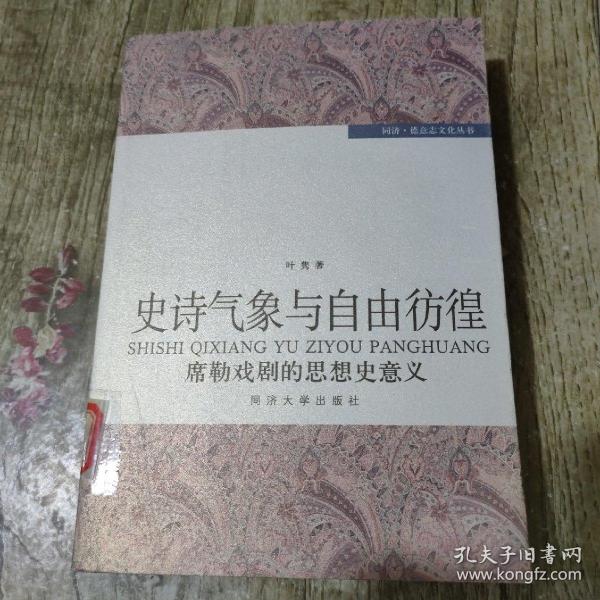 同济·德意志文化丛书
叶隽著
史诗气象与自由彷徨
SHISHI QIXIANG YU ZIYOU PANGHUANG
席勒戏剧的思想史意义
同济大学出版社
孔夫子旧书网
www.kongfz.com